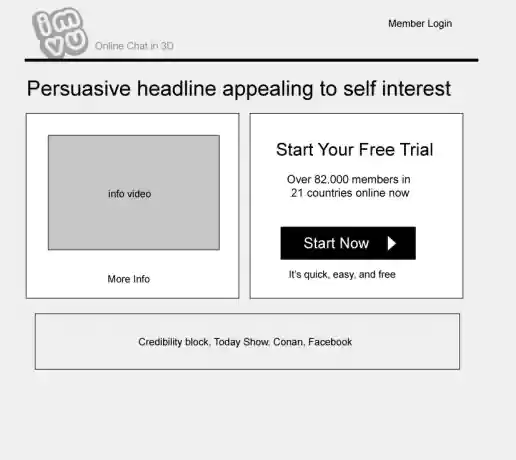 imvu
Member Login
Online Chat in 3D
Persuasive headline appealing to self interest
info video
More Info
Start Your Free Trial
Over 82.000 members in
21 countries online now
Start Now
It's quick, easy, and free
Credibility block, Today Show, Conan, Facebook